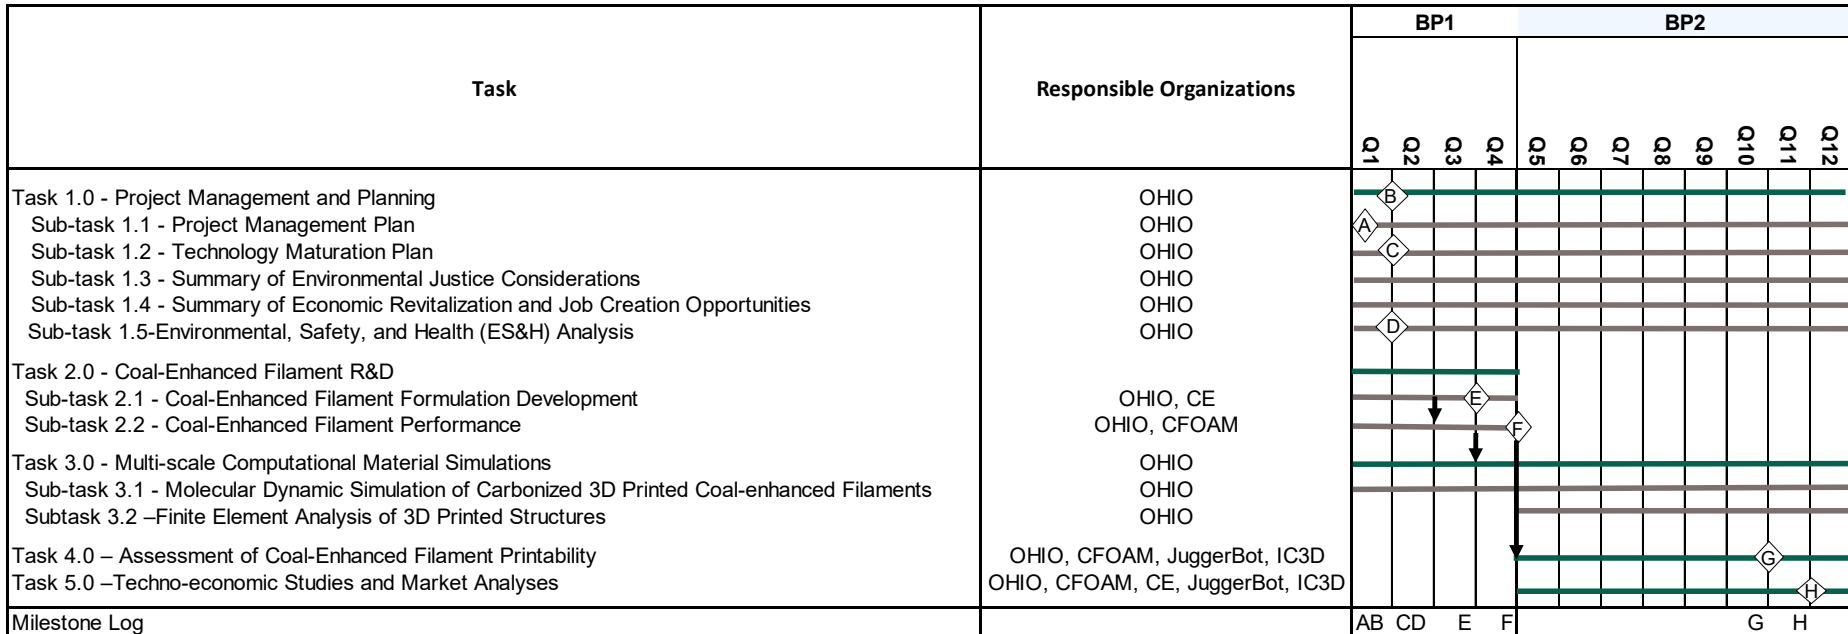 BP1 BP2
Task Responsible Organizations
Q1 Q2 Q3 Q4 Q5 Q6 Q7 Q8 Q9 Q10 Q11 Q12
Task 1.0 - Project Management and Planning OHIO B
Sub-task 1.1 - Project Management Plan OHIO A
Sub-task 1.2 - Technology Maturation Plan OHIO C
Sub-task 1.3 - Summary of Environmental Justice Considerations OHIO
Sub-task 1.4 - Summary of Economic Revitalization and Job Creation Opportunities OHIO
Sub-task 1.5-Environmental, Safety, and Health (ES&H) Analysis OHIO D
Task 2.0 - Coal-Enhanced Filament R&D
Sub-task 2.1 - Coal-Enhanced Filament Formulation Development OHIO, CE E
Sub-task 2.2 - Coal-Enhanced Filament Performance OHIO, CFOAM F
Task 3.0 - Multi-scale Computational Material Simulations OHIO
Sub-task 3.1 - Molecular Dynamic Simulation of Carbonized 3D Printed Coal-enhanced Filaments OHIO
Subtask 3.2 –Finite Element Analysis of 3D Printed Structures OHIO
Task 4.0 – Assessment of Coal-Enhanced Filament Printability OHIO, CFOAM, JuggerBot, IC3D G
Task 5.0 –Techno-economic Studies and Market Analyses OHIO, CFOAM, CE, JuggerBot, IC3D H
Milestone Log AB CD E F G H